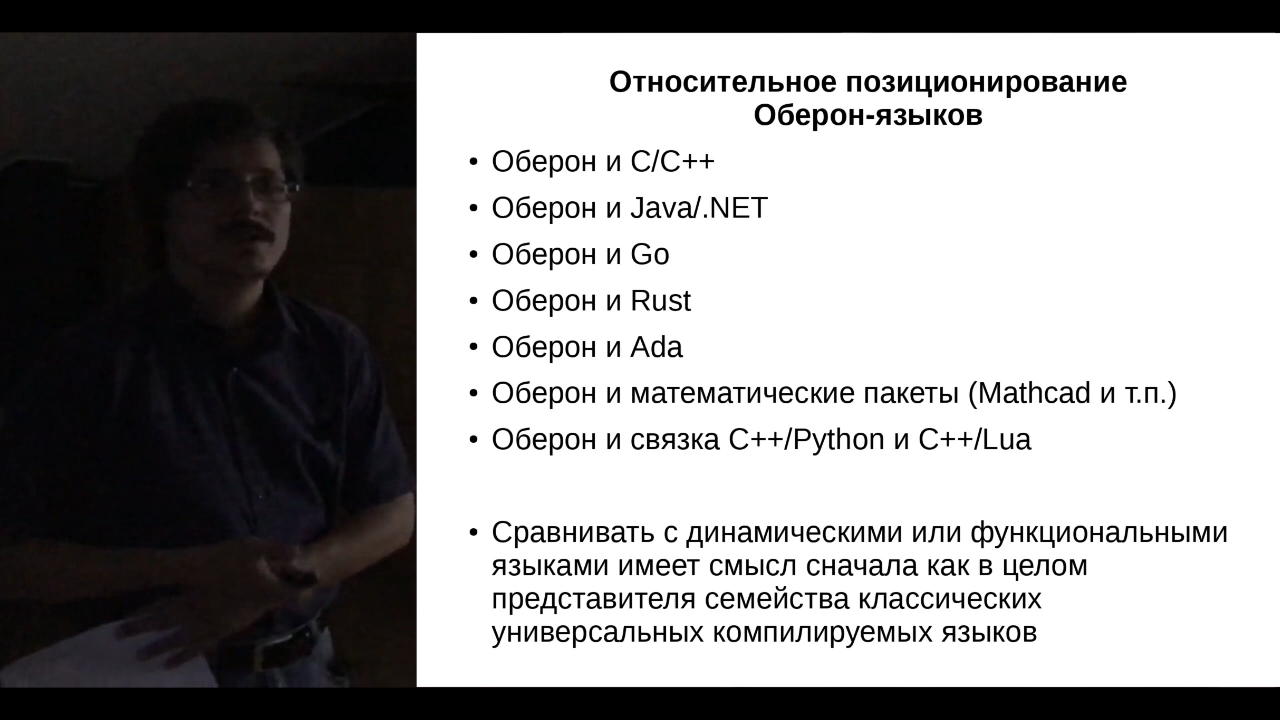 Относительное позиционирование
Оберон-языков
• Оберон и C/C++
• Оберон и Java/.NET
• Оберон и Go
• Оберон и Rust
• Оберон и Ada
• Оберон и математические пакеты (Mathcad и т.п.)
• Оберон и связка C++/Python и C++/Lua
• Сравнивать с динамическими или функциональными
языками имеет смысл сначала как в целом
представителя семейства классических
универсальных компилируемых языков